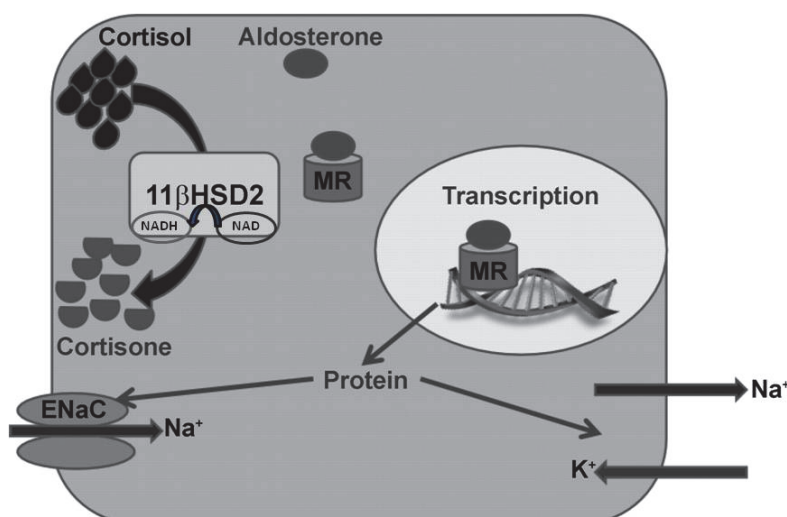 Cortisol
Aldosterone
11βHSD2
NADH
NAD
MR
Transcription
MR
Cortisone
Protein
ENaC
Na⁺
Na⁺
K⁺